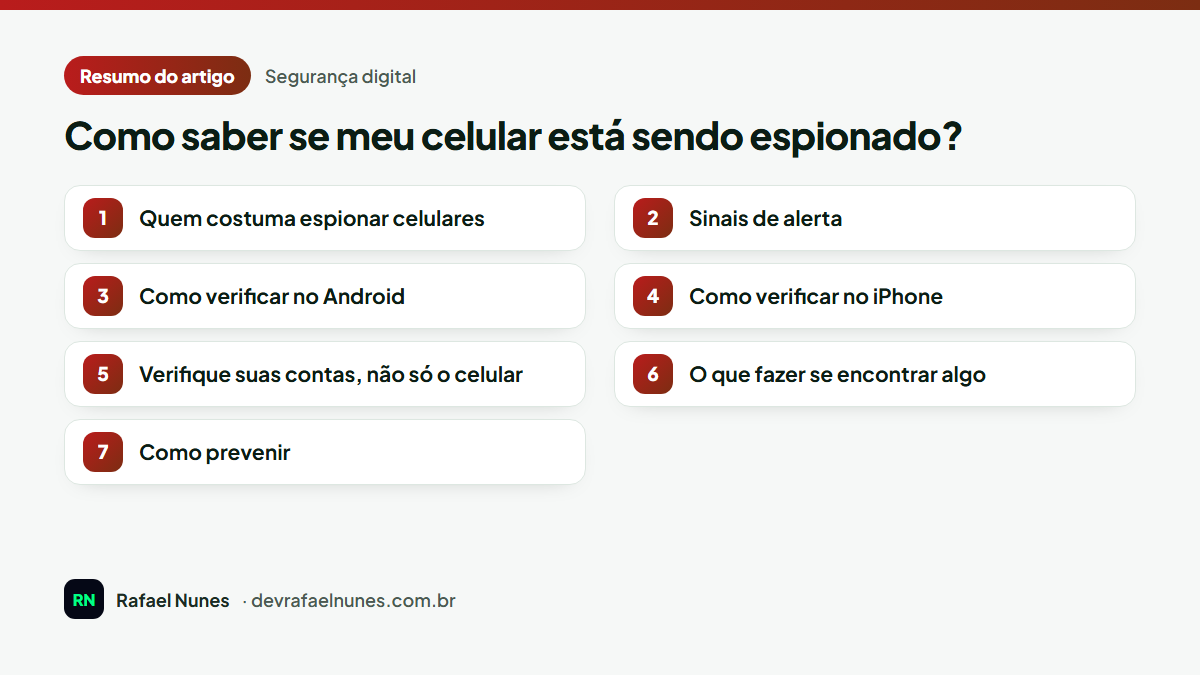 Resumo do artigo
Segurança digital
Como saber se meu celular está sendo espionado?
1 Quem costuma espionar celulares
2 Sinais de alerta
3 Como verificar no Android
4 Como verificar no iPhone
5 Verifique suas contas, não só o celular
6 O que fazer se encontrar algo
7 Como prevenir
RN Rafael Nunes · devrafaelnunes.com.br